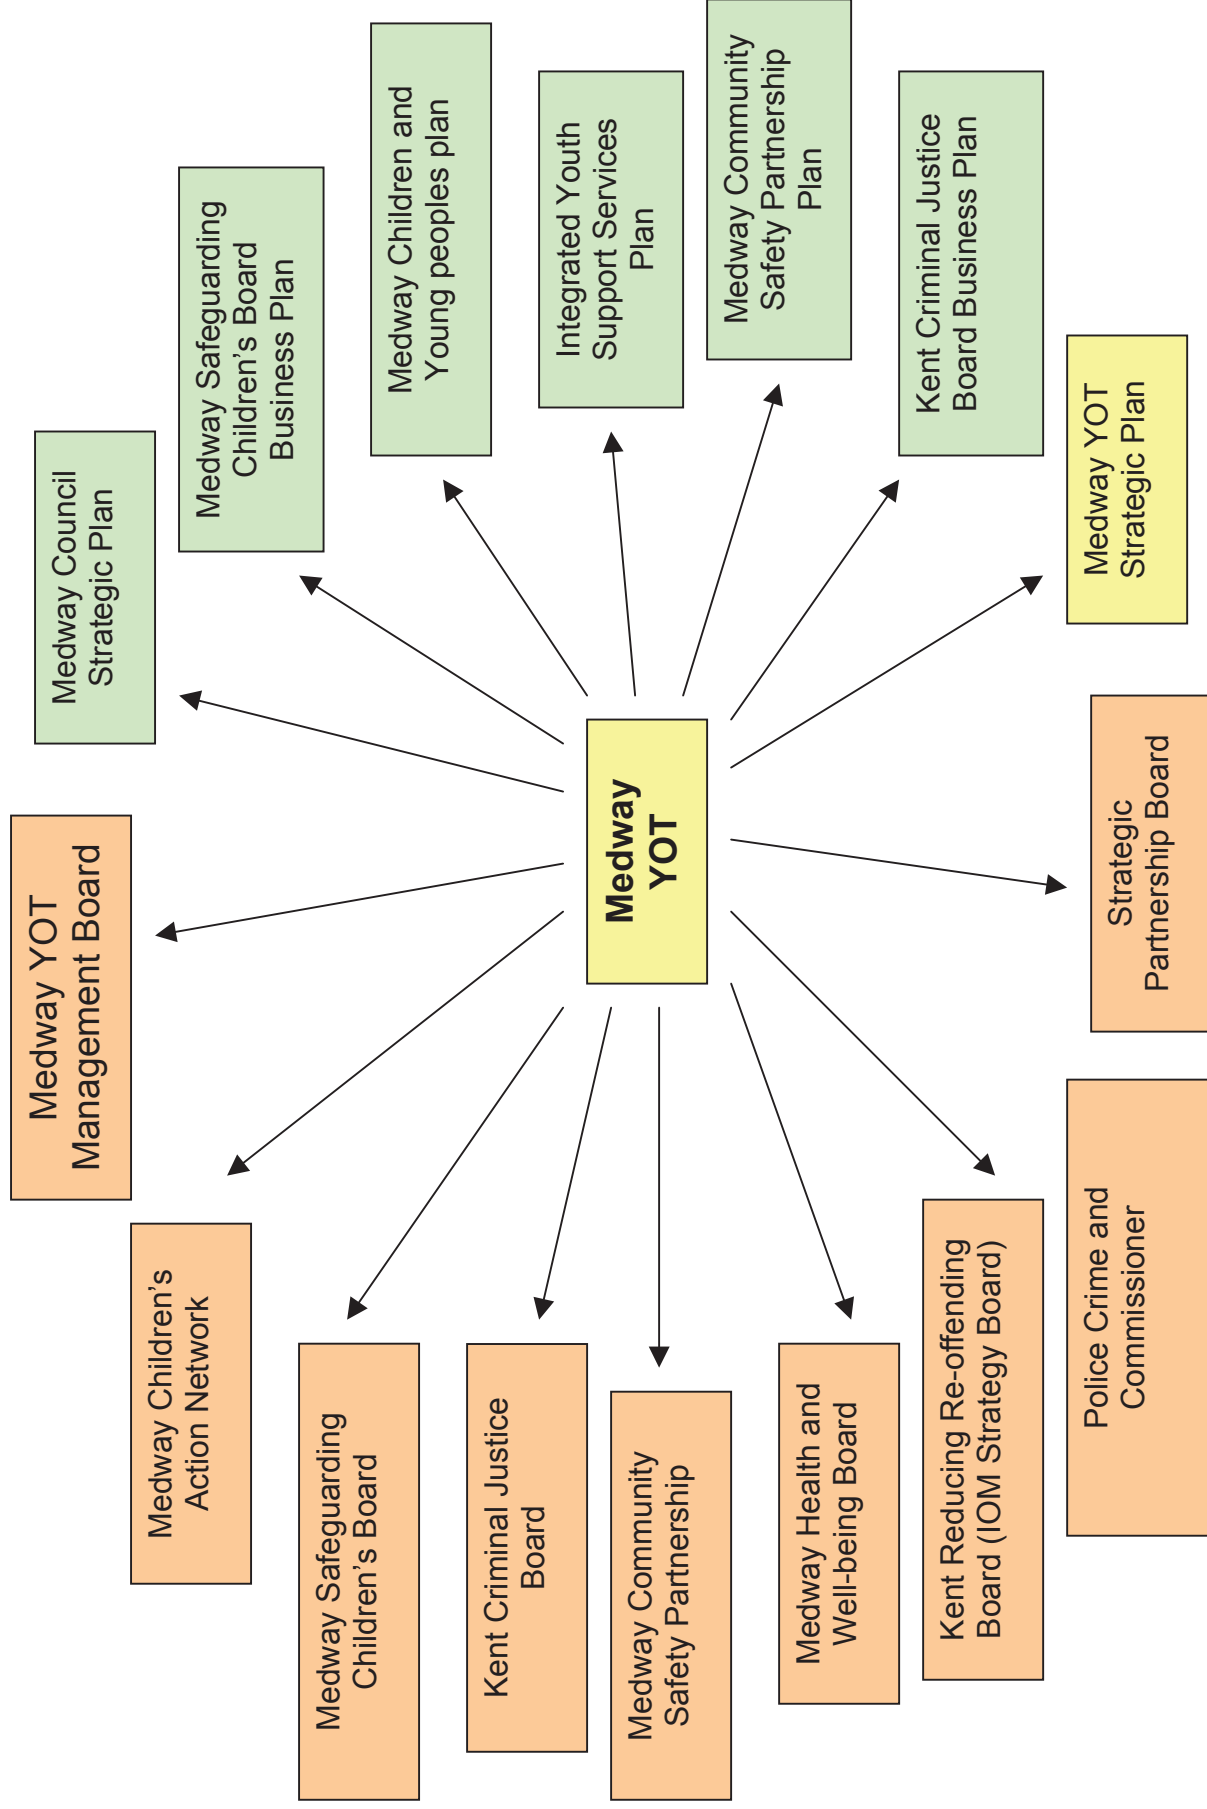 Medway YOT
Management Board
Medway Council
Strategic Plan
Medway Children's
Action Network
Medway Safeguarding
Children's Board
Business Plan
Medway Safeguarding
Children's Board
Medway Children and
Young peoples plan
Kent Criminal Justice
Board
Integrated Youth
Support Services
Plan
Medway
YOT
Medway Community
Safety Partnership
Medway Community
Safety Partnership
Plan
Medway Health and
Well-being Board
Kent Criminal Justice
Board Business Plan
Kent Reducing Re-offending
Board (IOM Strategy Board)
Medway YOT
Strategic Plan
Police Crime and
Commissioner
Strategic
Partnership Board